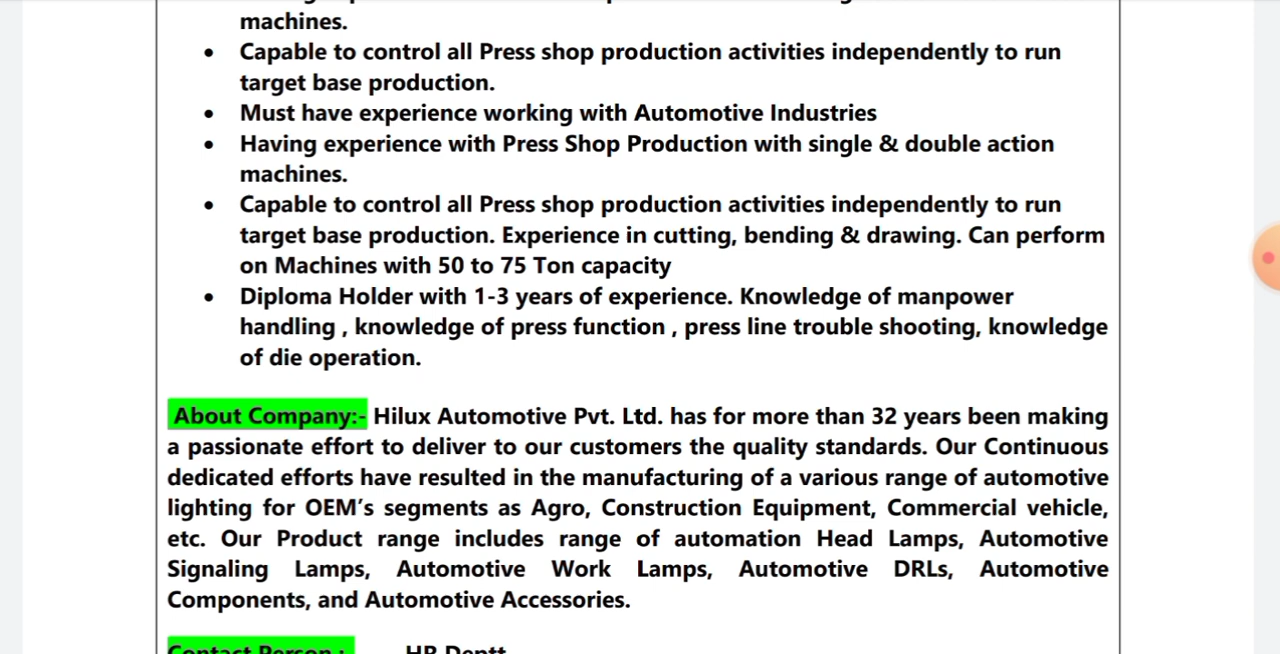 machines.
• Capable to control all Press shop production activities independently to run
target base production.
• Must have experience working with Automotive Industries
• Having experience with Press Shop Production with single & double action
machines.
• Capable to control all Press shop production activities independently to run
target base production. Experience in cutting, bending & drawing. Can perform
on Machines with 50 to 75 Ton capacity
• Diploma Holder with 1-3 years of experience. Knowledge of manpower
handling , knowledge of press function , press line trouble shooting, knowledge
of die operation.
About Company:- Hilux Automotive Pvt. Ltd. has for more than 32 years been making
a passionate effort to deliver to our customers the quality standards. Our Continuous
dedicated efforts have resulted in the manufacturing of a various range of automotive
lighting for OEM’s segments as Agro, Construction Equipment, Commercial vehicle,
etc. Our Product range includes range of automation Head Lamps, Automotive
Signaling Lamps, Automotive Work Lamps, Automotive DRLs, Automotive
Components, and Automotive Accessories.
Contact Person : HR Deptt